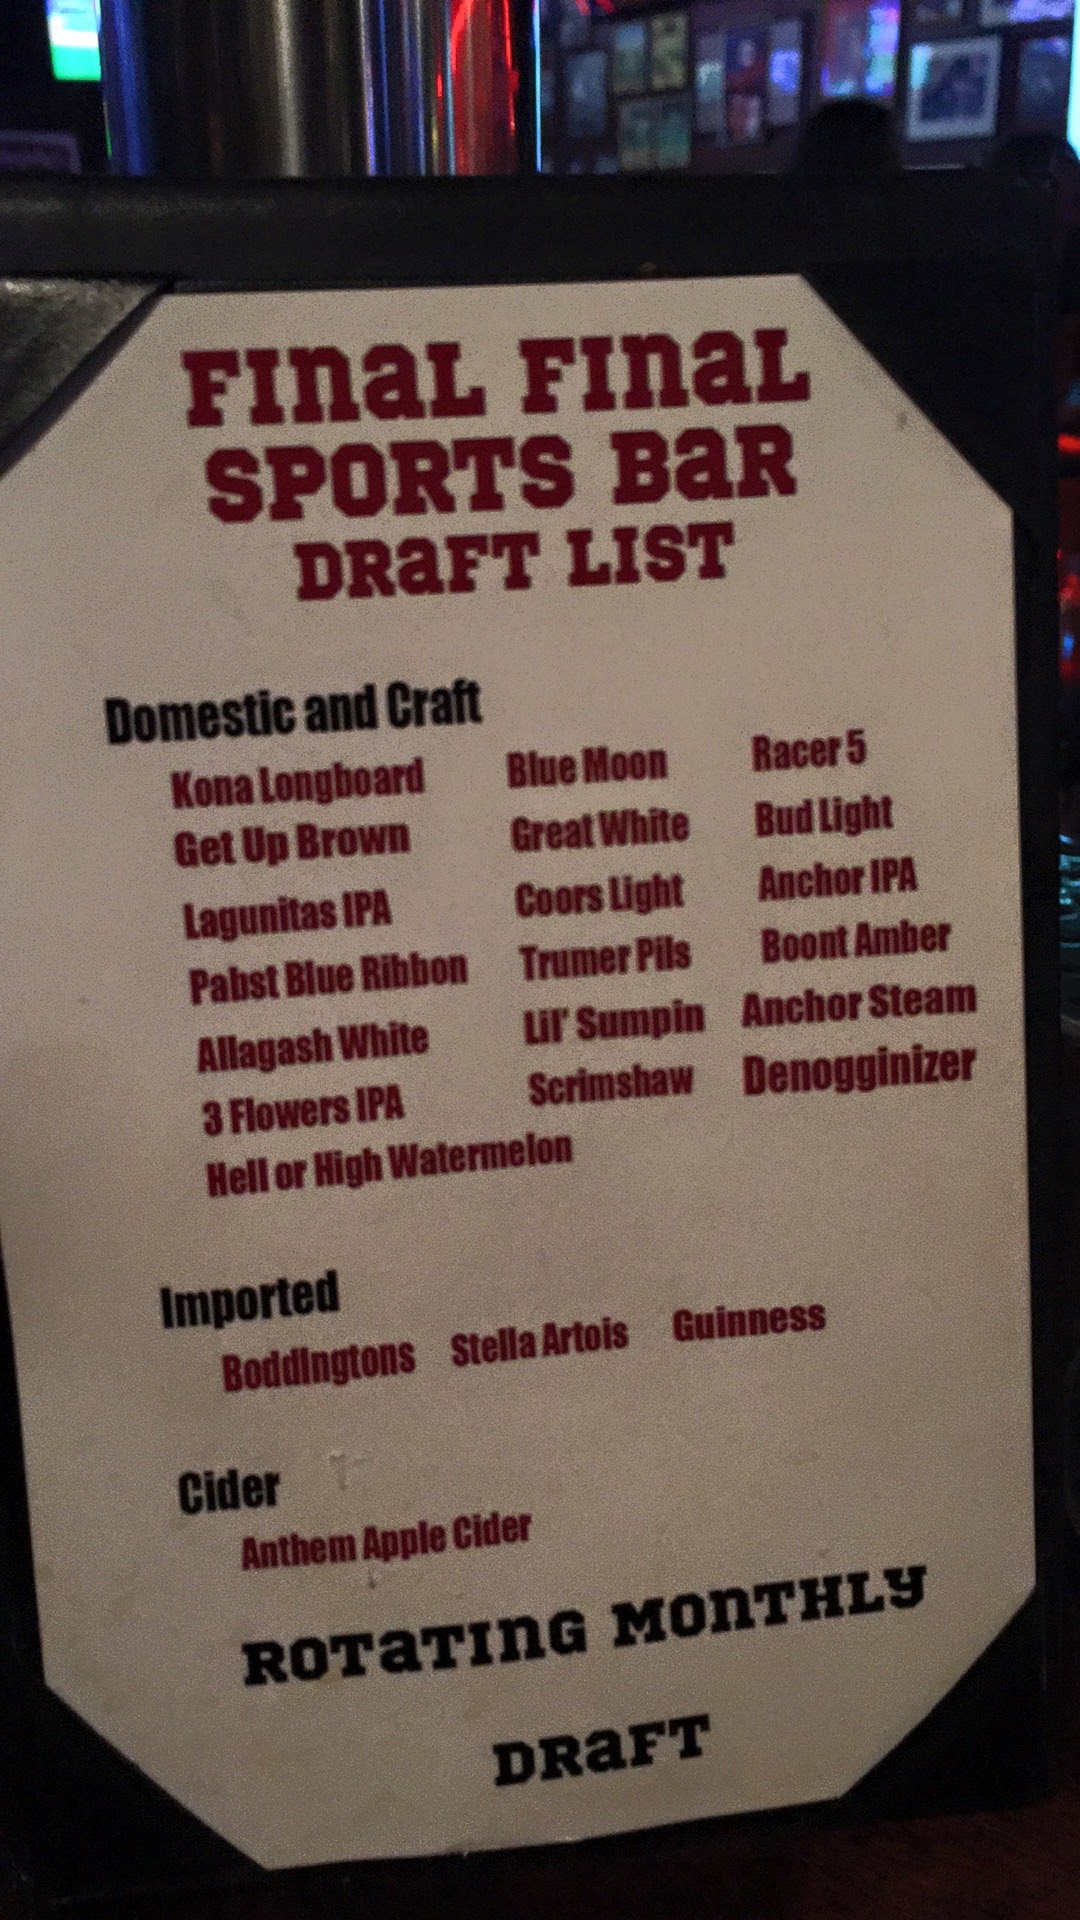 FINAL FINAL
SPORTS BAR
DRAFT LIST
Domestic and Craft
Kona Longboard Blue Moon Racer 5
Get Up Brown Great White Bud Light
Lagunitas IPA Coors Light Anchor IPA
Pabst Blue Ribbon Trumer Pils Boont Amber
Allagash White Lil' Sumpin Anchor Steam
3 Flowers IPA Scrimshaw Denogginizer
Hell or High Watermelon
Imported
BoddIngtons Stella Artois Guinness
Cider
Anthem Apple Cider
ROTATING MONTHLY
DRAFT